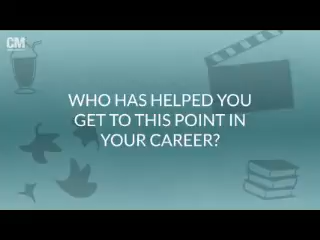 CM
WHO HAS HELPED YOU
GET TO THIS POINT IN
YOUR CAREER?